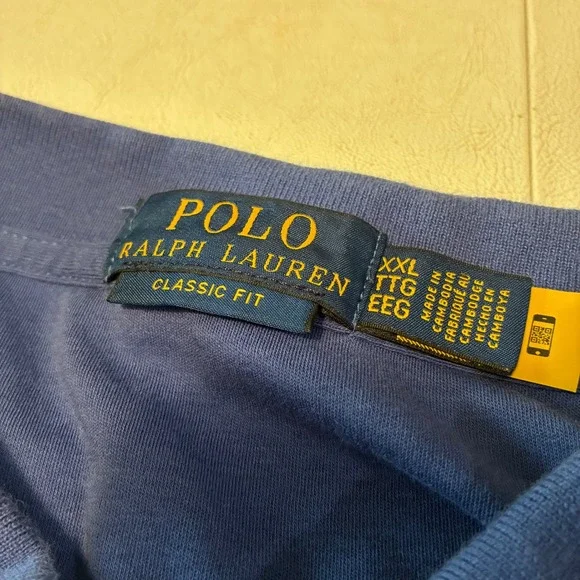 POLO
RALPH LAUREN
CLASSIC FIT
XXL
TTG
EEG
MADE IN
CAMBODIA
FABRIQUÉ AU
CAMBODGE
HECHO EN
CAMBOYA